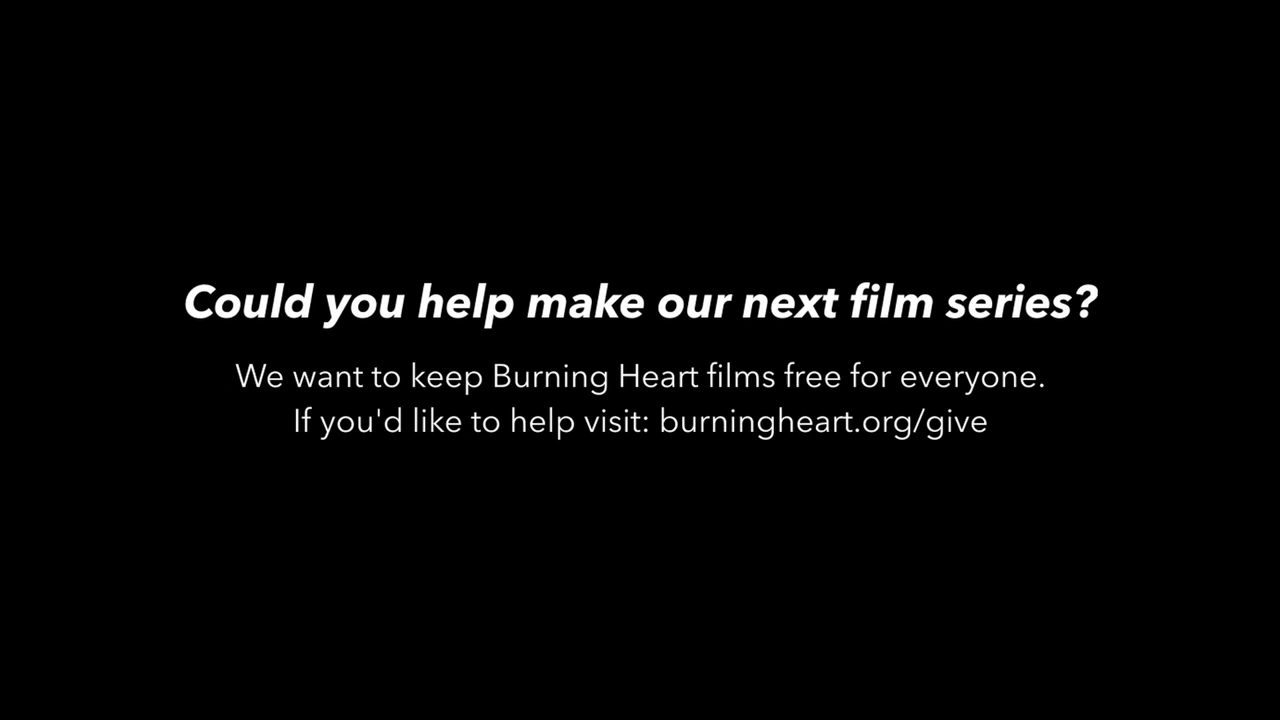 Could you help make our next film series?
We want to keep Burning Heart films free for everyone.
If you'd like to help visit: burningheart.org/give